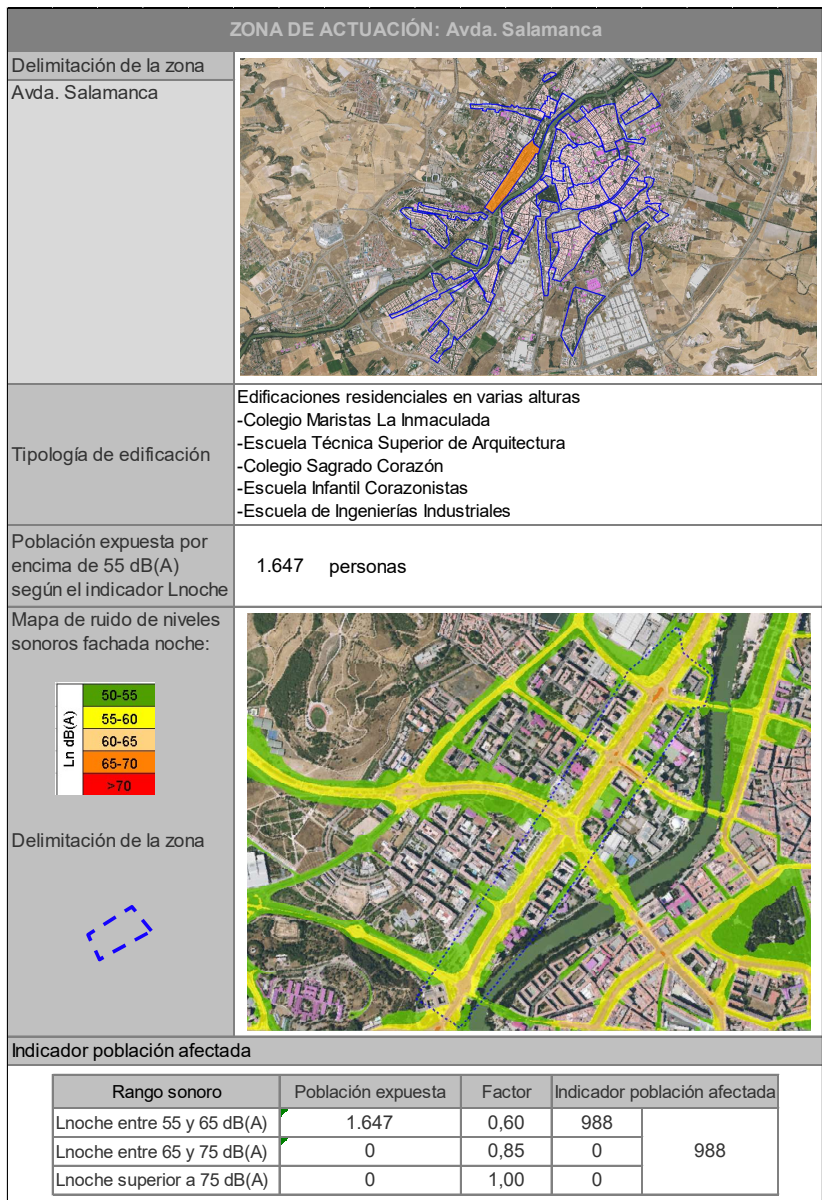 ZONA DE ACTUACIÓN: Avda. Salamanca
Delimitación de la zona
Avda. Salamanca
Tipología de edificación
Edificaciones residenciales en varias alturas
-Colegio Maristas La Inmaculada
-Escuela Técnica Superior de Arquitectura
-Colegio Sagrado Corazón
-Escuela Infantil Corazonistas
-Escuela de Ingenierías Industriales
Población expuesta por
encima de 55 dB(A)
según el indicador Lnoche
1.647 personas
Mapa de ruido de niveles
sonoros fachada noche:
Ln dB(A)
50-55
55-60
60-65
65-70
>70
Delimitación de la zona
Indicador población afectada
Rango sonoro Población expuesta Factor Indicador población afectada
Lnoche entre 55 y 65 dB(A) 1.647 0,60 988
Lnoche entre 65 y 75 dB(A) 0 0,85 0 988
Lnoche superior a 75 dB(A) 0 1,00 0